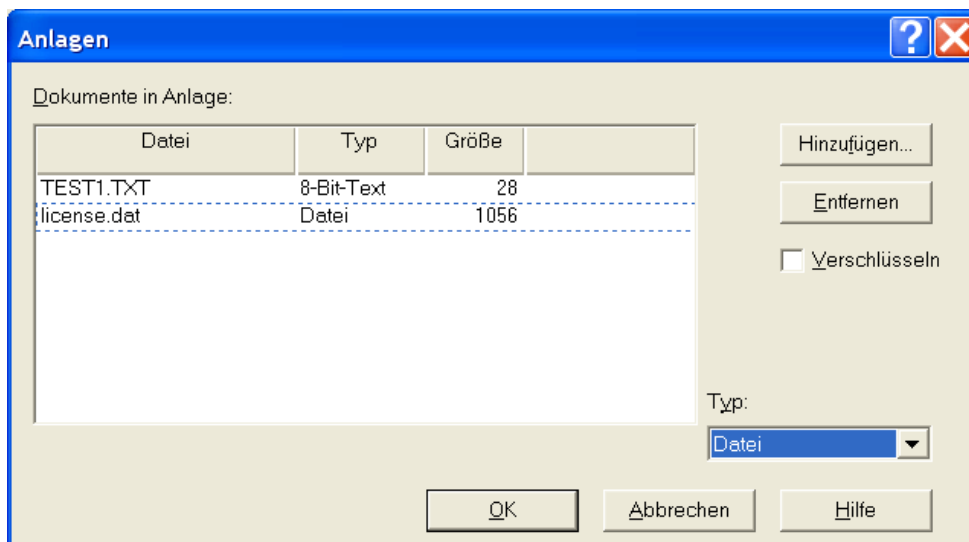 Anlagen
Dokumente in Anlage:
Datei Typ Größe
TEST1.TXT 8-Bit-Text 28
license.dat Datei 1056
Hinzufügen...
Entfernen
Verschlüsseln
Typ:
Datei
OK Abbrechen Hilfe